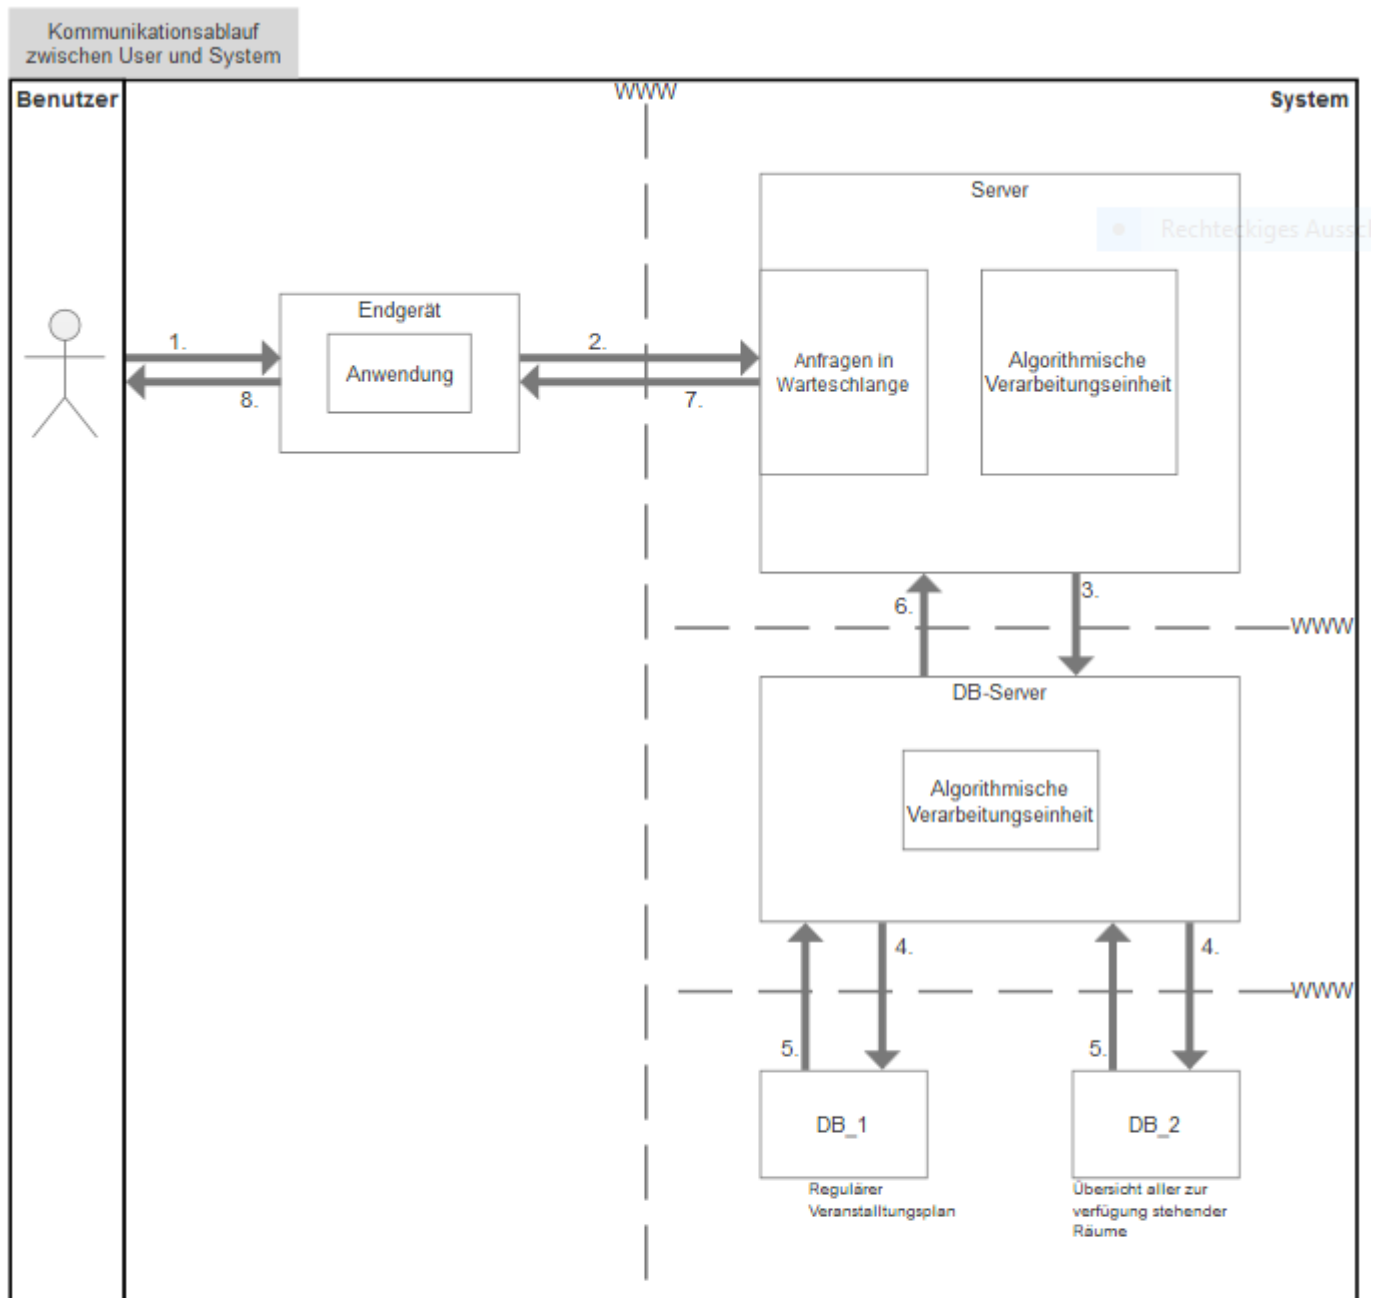 Kommunikationsablauf
zwischen User und System
Benutzer
WWW
System
Server
Rechteckiges Aussc
Endgerät
Anwendung
1.
8.
2.
7.
Anfragen in
Warteschlange
Algorithmische
Verarbeitungseinheit
6.
3.
WWW
DB-Server
Algorithmische
Verarbeitungseinheit
4.
4.
WWW
5.
5.
DB_1
DB_2
Regulärer
Veranstalltungsplan
Übersicht aller zur
verfügung stehender
Räume